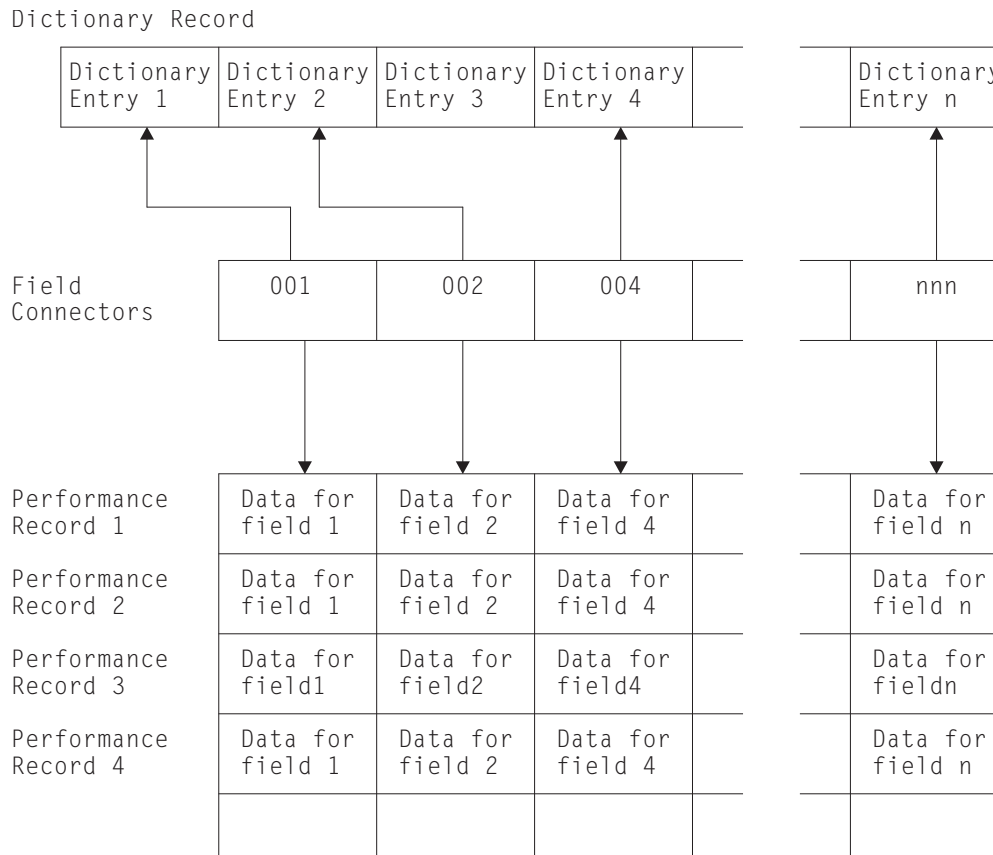 Dictionary Record
Dictionary Dictionary Dictionary Dictionary Dictionary
Entry 1 Entry 2 Entry 3 Entry 4 Entry n
Field 001 002 004 nnn
Connectors
Performance Data for Data for Data for Data for
Record 1 field 1 field 2 field 4 field n
Performance Data for Data for Data for Data for
Record 2 field 1 field 2 field 4 field n
Performance Data for Data for Data for Data for
Record 3 field1 field2 field4 fieldn
Performance Data for Data for Data for Data for
Record 4 field 1 field 2 field 4 field n